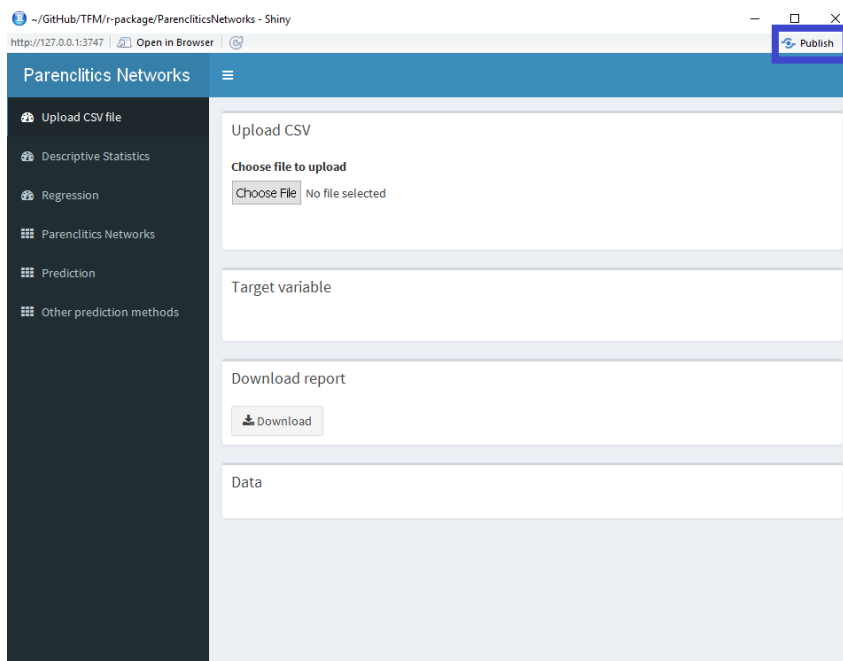 ~/GitHub/TFM/r-package/ParencliticsNetworks - Shiny
http://127.0.0.1:3747 Open in Browser Publish
Parenclitics Networks
Upload CSV file
Descriptive Statistics
Regression
Parenclitics Networks
Prediction
Other prediction methods
Upload CSV
Choose file to upload
Choose File No file selected
Target variable
Download report
Download
Data